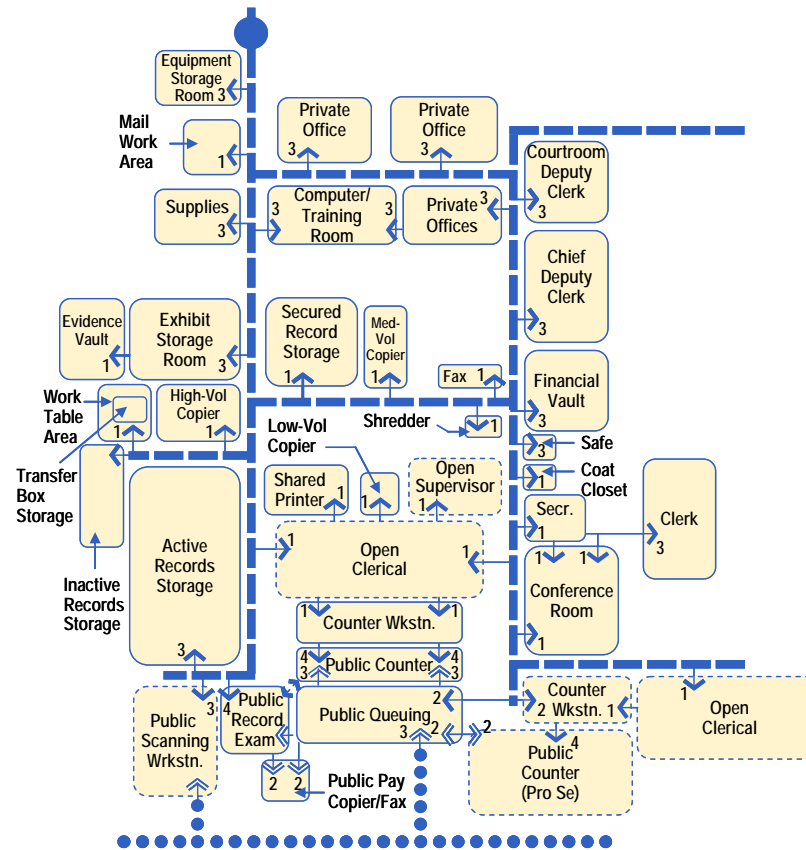 Equipment
Storage
Room 3
Mail
Work
Area
1
Private
Office
3
Private
Office
3
Courtroom
Deputy
Clerk
3
Supplies
3
3 Computer/ 3
Training
Room
3
Private
Offices
Chief
Deputy
Clerk
3
Evidence
Vault
1
Exhibit
Storage
Room
3
Secured
Record
Storage
1
Med-
Vol
Copier
1
Fax 1
Financial
Vault
3
Work
Table
Area
1
High-Vol
Copier
1
Shredder
1
Low-Vol
Copier
1
3
Safe
1
Coat
Closet
Transfer
Box
Storage
Shared
Printer 1
Open
Supervisor
1
Secr.
1
Clerk
3
Active
Records
Storage
3
Inactive
Records
Storage
1
Open
Clerical
1
1 1
Conference
Room
1
1 1
Counter Wkstn.
4 4
3 Public Counter 3
3
Public
Scanning
Wrkstn.
4
Public
Record
Exam
2
Public Queuing
3 2
2
Counter
2 Wkstn. 1
1
Open
Clerical
4
Public
Counter
(Pro Se)
2 2
Public Pay
Copier/Fax